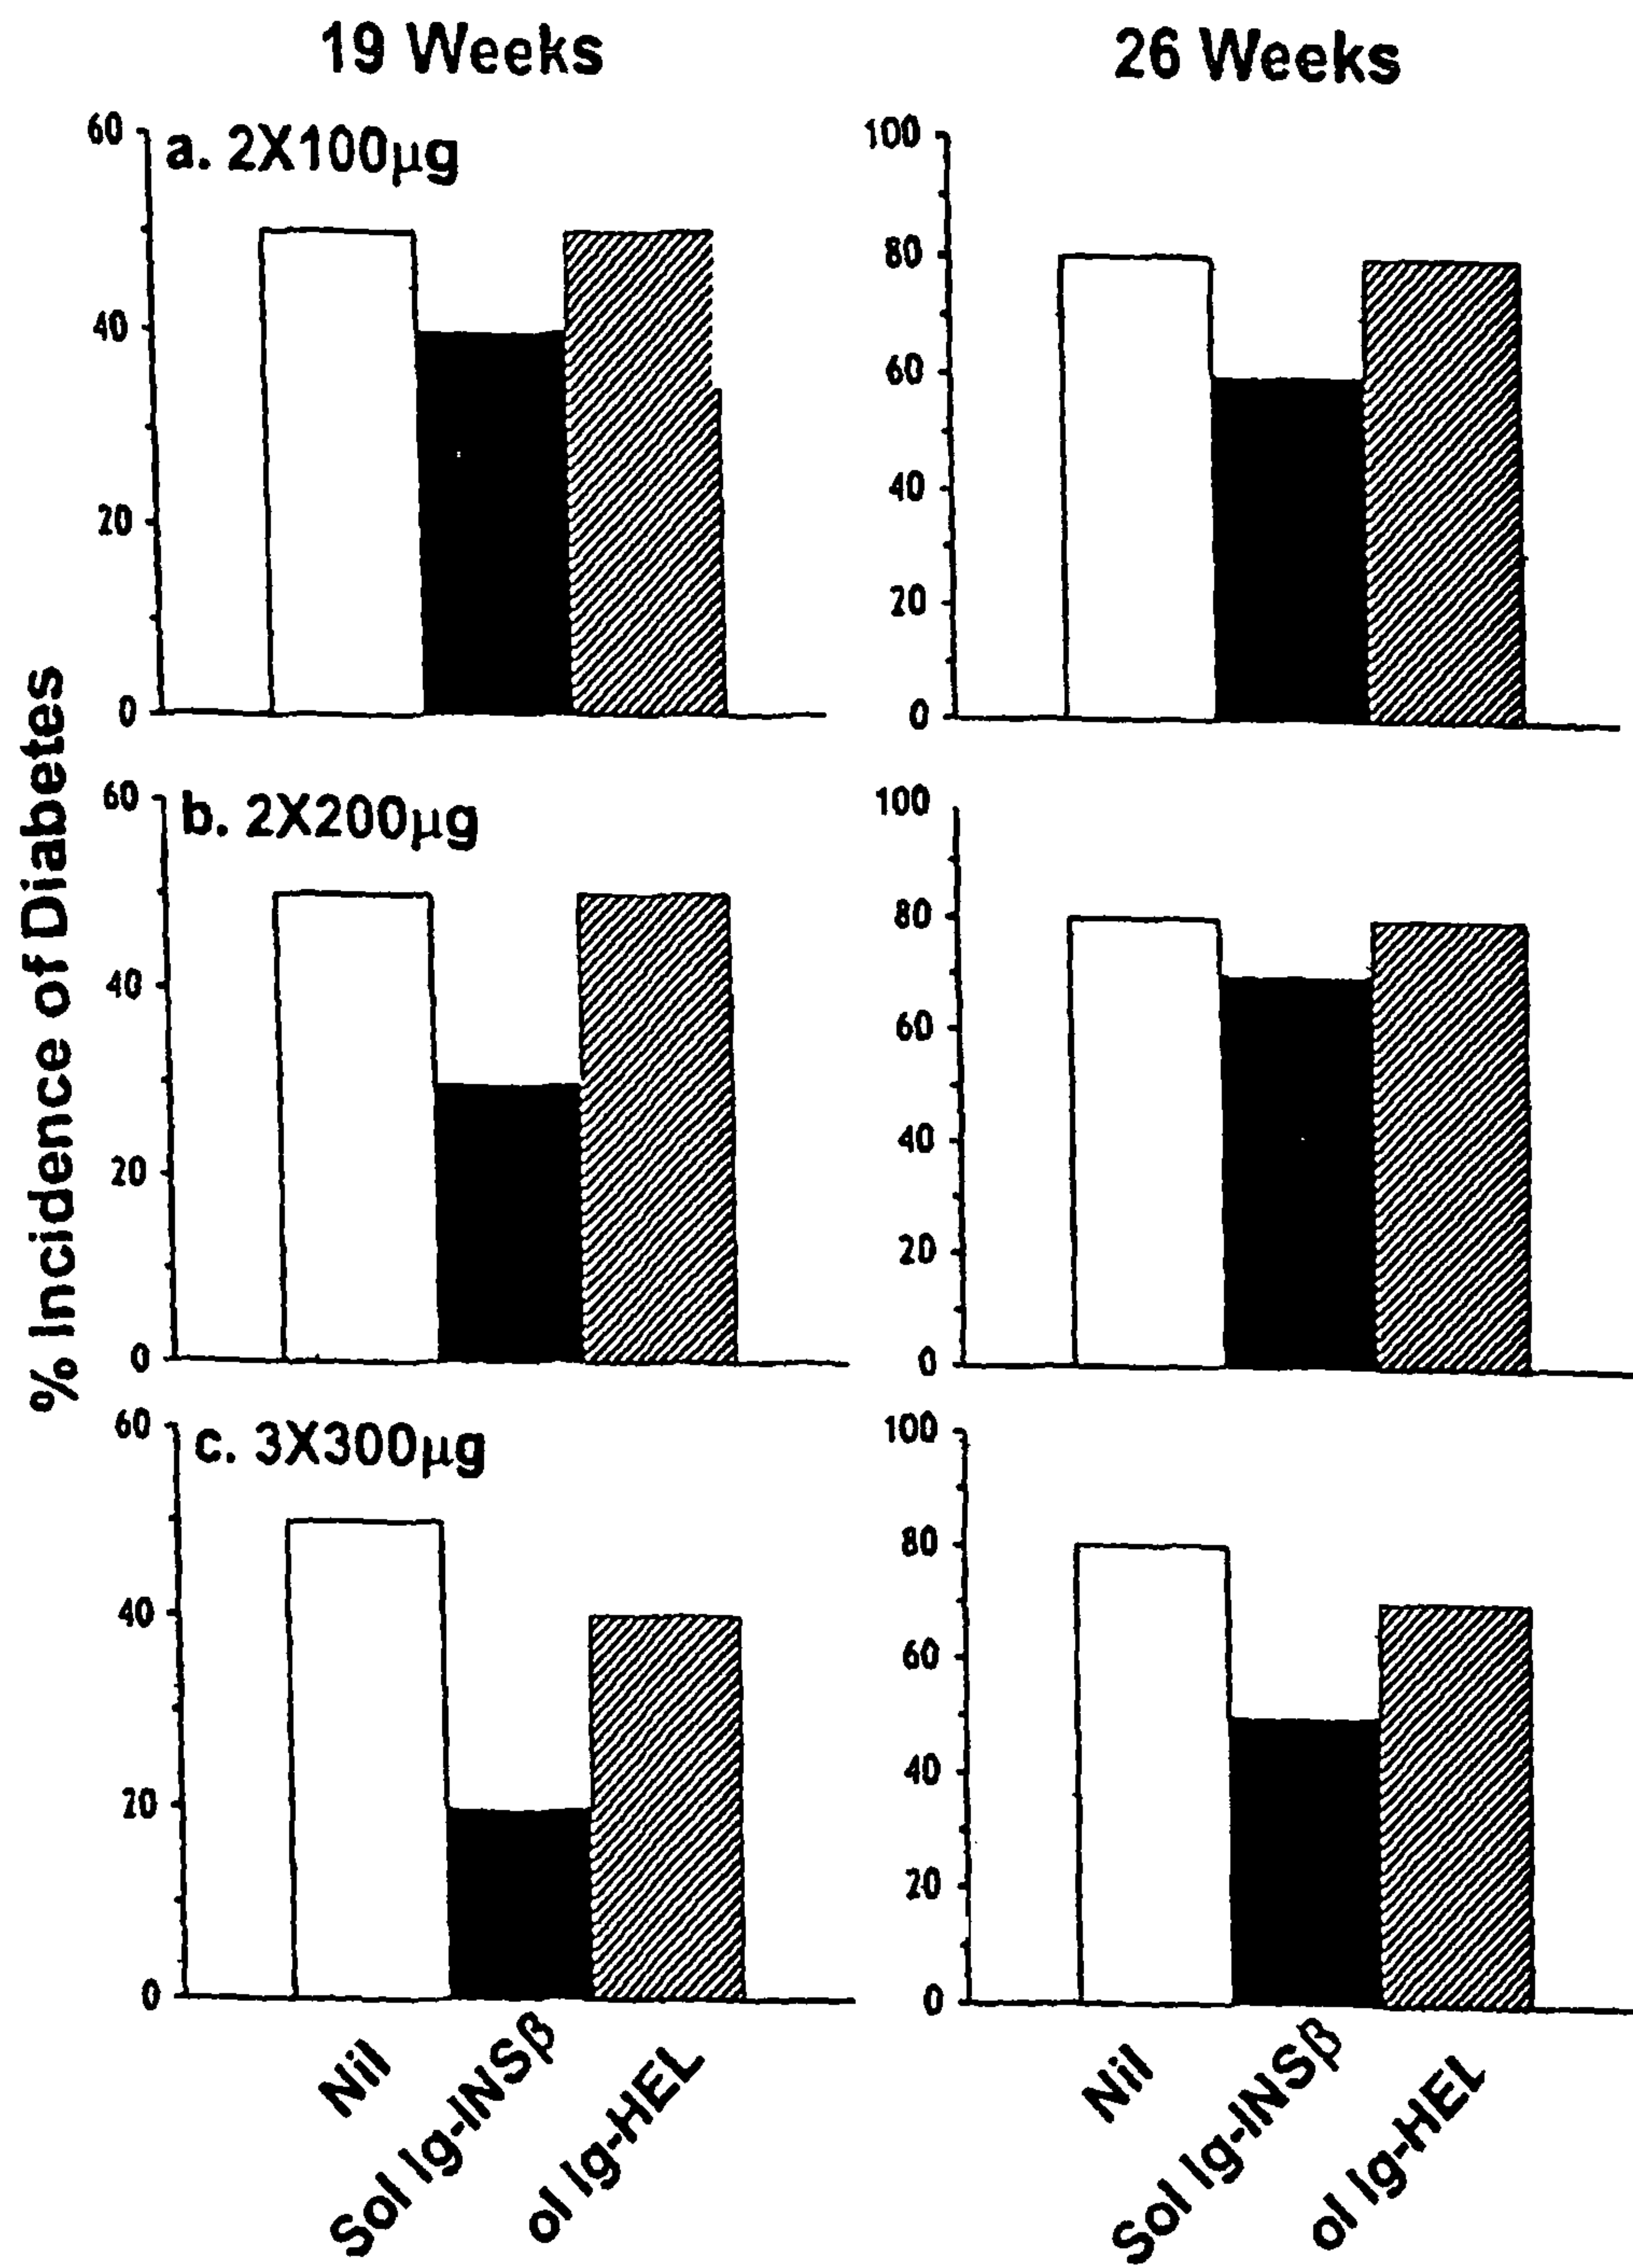 19 Weeks
26 Weeks
% Incidence of Diabetes
a. 2X100µg
60
40
20
0
100
80
60
40
20
0
b. 2X200µg
60
40
20
0
100
80
60
40
20
0
c. 3X300µg
60
40
20
0
100
80
60
40
20
0
Nil
Sol Ig-INSβ
ol Ig-HEL
Nil
Sol Ig-INSβ
ol Ig-HEL